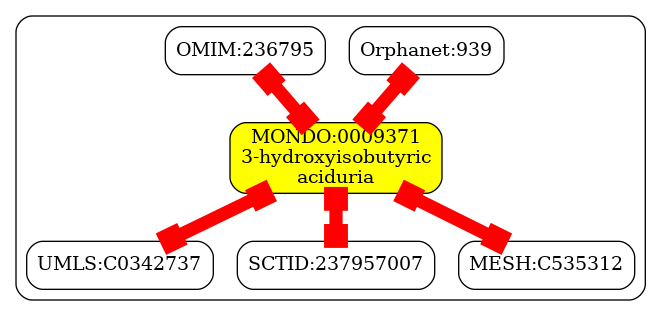 OMIM:236795
Orphanet:939
MONDO:0009371
3-hydroxyisobutyric
aciduria
UMLS:C0342737
SCTID:237957007
MESH:C535312